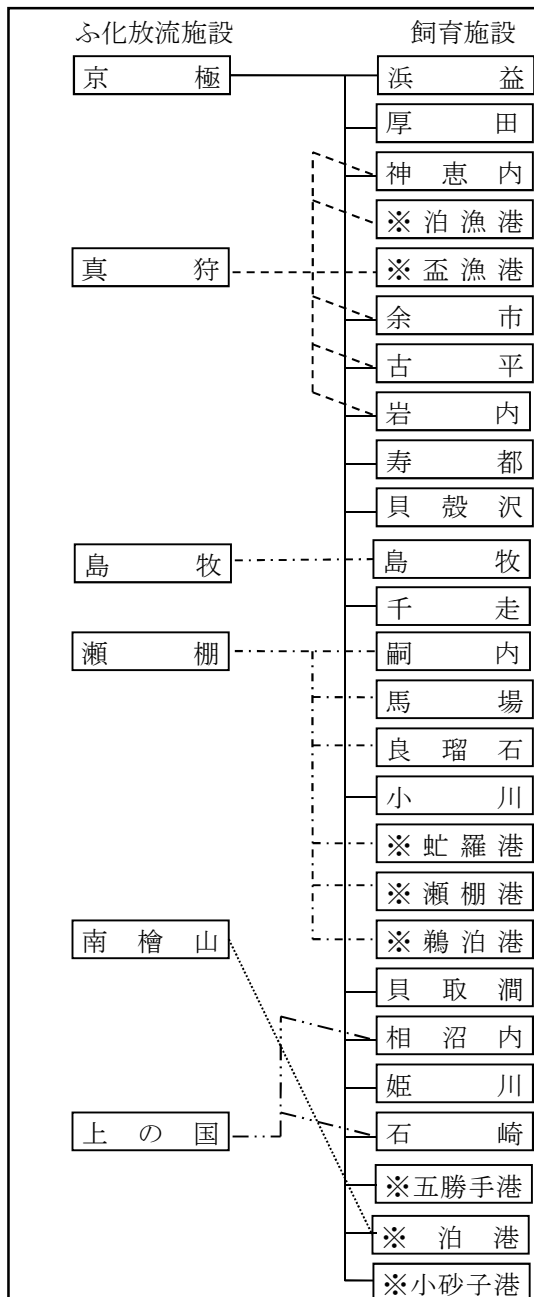 ふ化放流施設 飼育施設
京極 浜益
厚田
神恵内
※泊漁港
真狩 ※盃漁港
余市
古平
岩内
寿都
貝殻沢
島牧 島牧
千走
瀬棚 嗣内
馬場
良瑠石
小川
※虻羅港
※瀬棚港
南檜山 ※鵜泊港
貝取澗
相沼内
姫川
上の国 石崎
※五勝手港
※泊港
※小砂子港